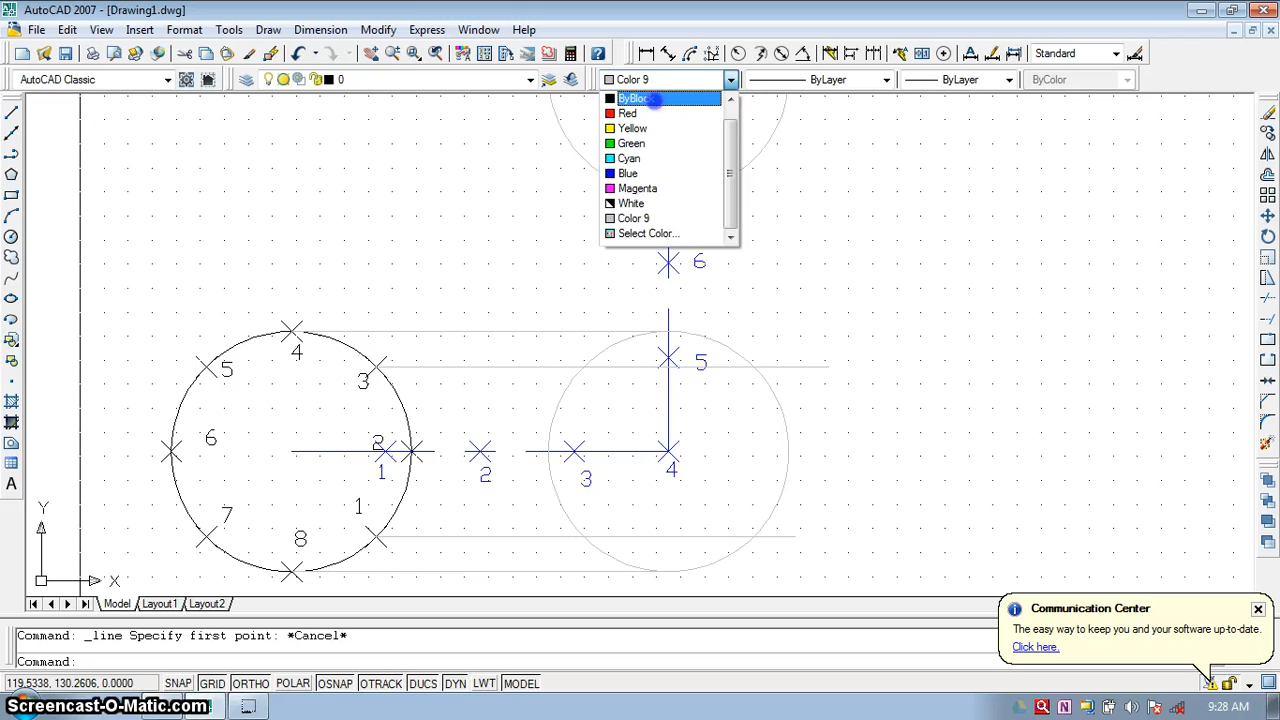 AutoCAD 2007 - [Drawing1.dwg]
File Edit View Insert Format Tools Draw Dimension Modify Express Window Help
Standard
AutoCAD Classic
0
Color 9
ByLayer
ByLayer
ByColor
ByBlock
Red
Yellow
Green
Cyan
Blue
Magenta
White
Color 9
Select Color...
6
4
5
3
5
6
2
1
2
3
4
7
1
8
Y
X
A
Model Layout1 Layout2
Communication Center
The easy way to keep you and your software up-to-date.
Click here.
Command: _line Specify first point: *Cancel*
Command:
119.5338, 130.2606, 0.0000 SNAP GRID ORTHO POLAR OSNAP OTRACK DUCS DYN LWT MODEL
Screencast-O-Matic.com
9:28 AM